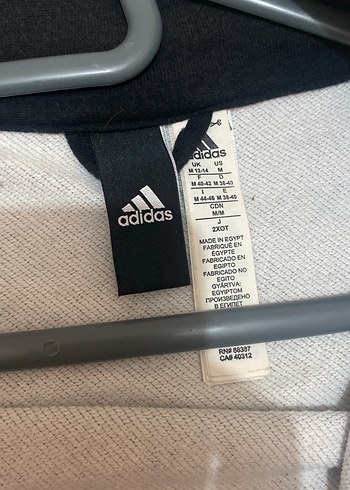 adidas
adidas
UK US
M 12-14 M
F D
M 40-42 M 38-40
I E
M 44-46 M 38-40
CDN
M/M
J
2XOT
MADE IN EGYPT
FABRIQUÉ EN
ÉGYPTE
FABRICADO EN
EGIPTO
FABRICADO NO
EGITO
GYÁRTVA:
EGYIPTOM
ПРОИЗВЕДЕНО
В ЕГИПЕТ
RN# 88387
CA# 40312